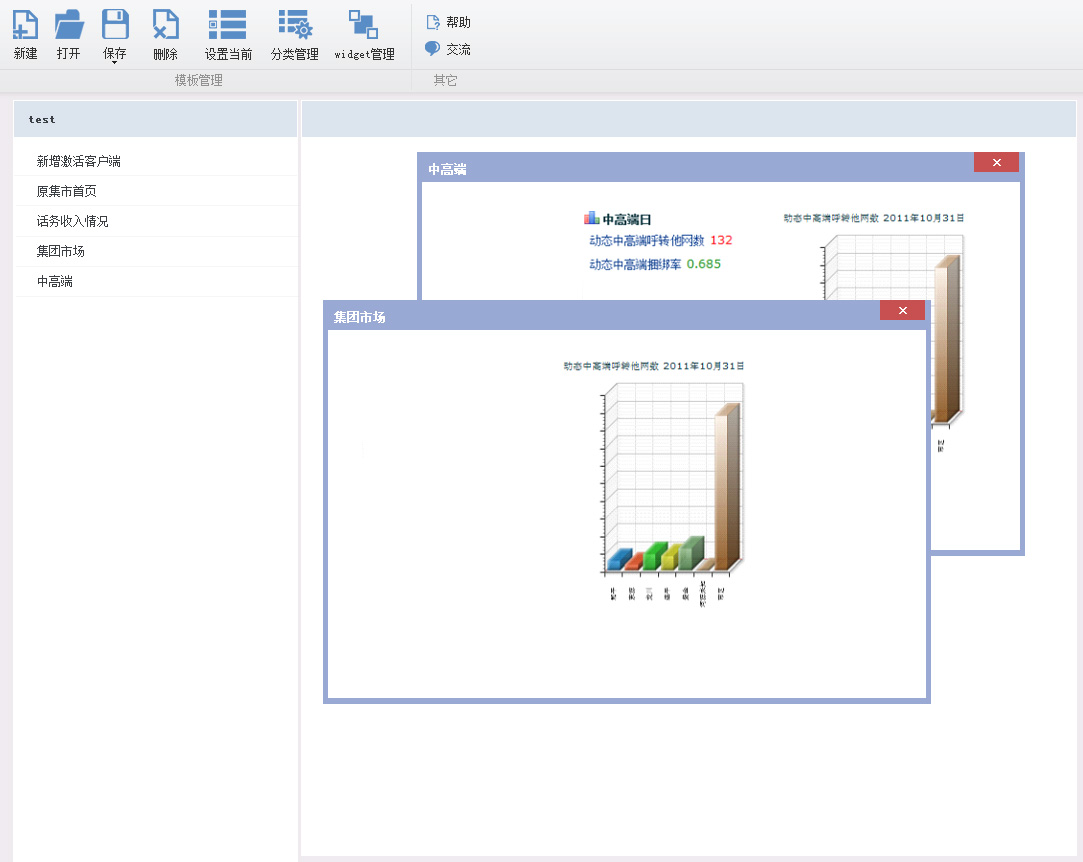 新建 打开 保存 删除 设置当前 分类管理 widget管理
模板管理
帮助
交流
其它
test
新增激活客户端
原集市首页
话务收入情况
集团市场
中高端
中高端
中高端日
动态中高端呼转他网数 132
动态中高端捆绑率 0.685
动态中高端呼转他网数 2011年10月31日
集团市场
动态中高端呼转他网数 2011年10月31日